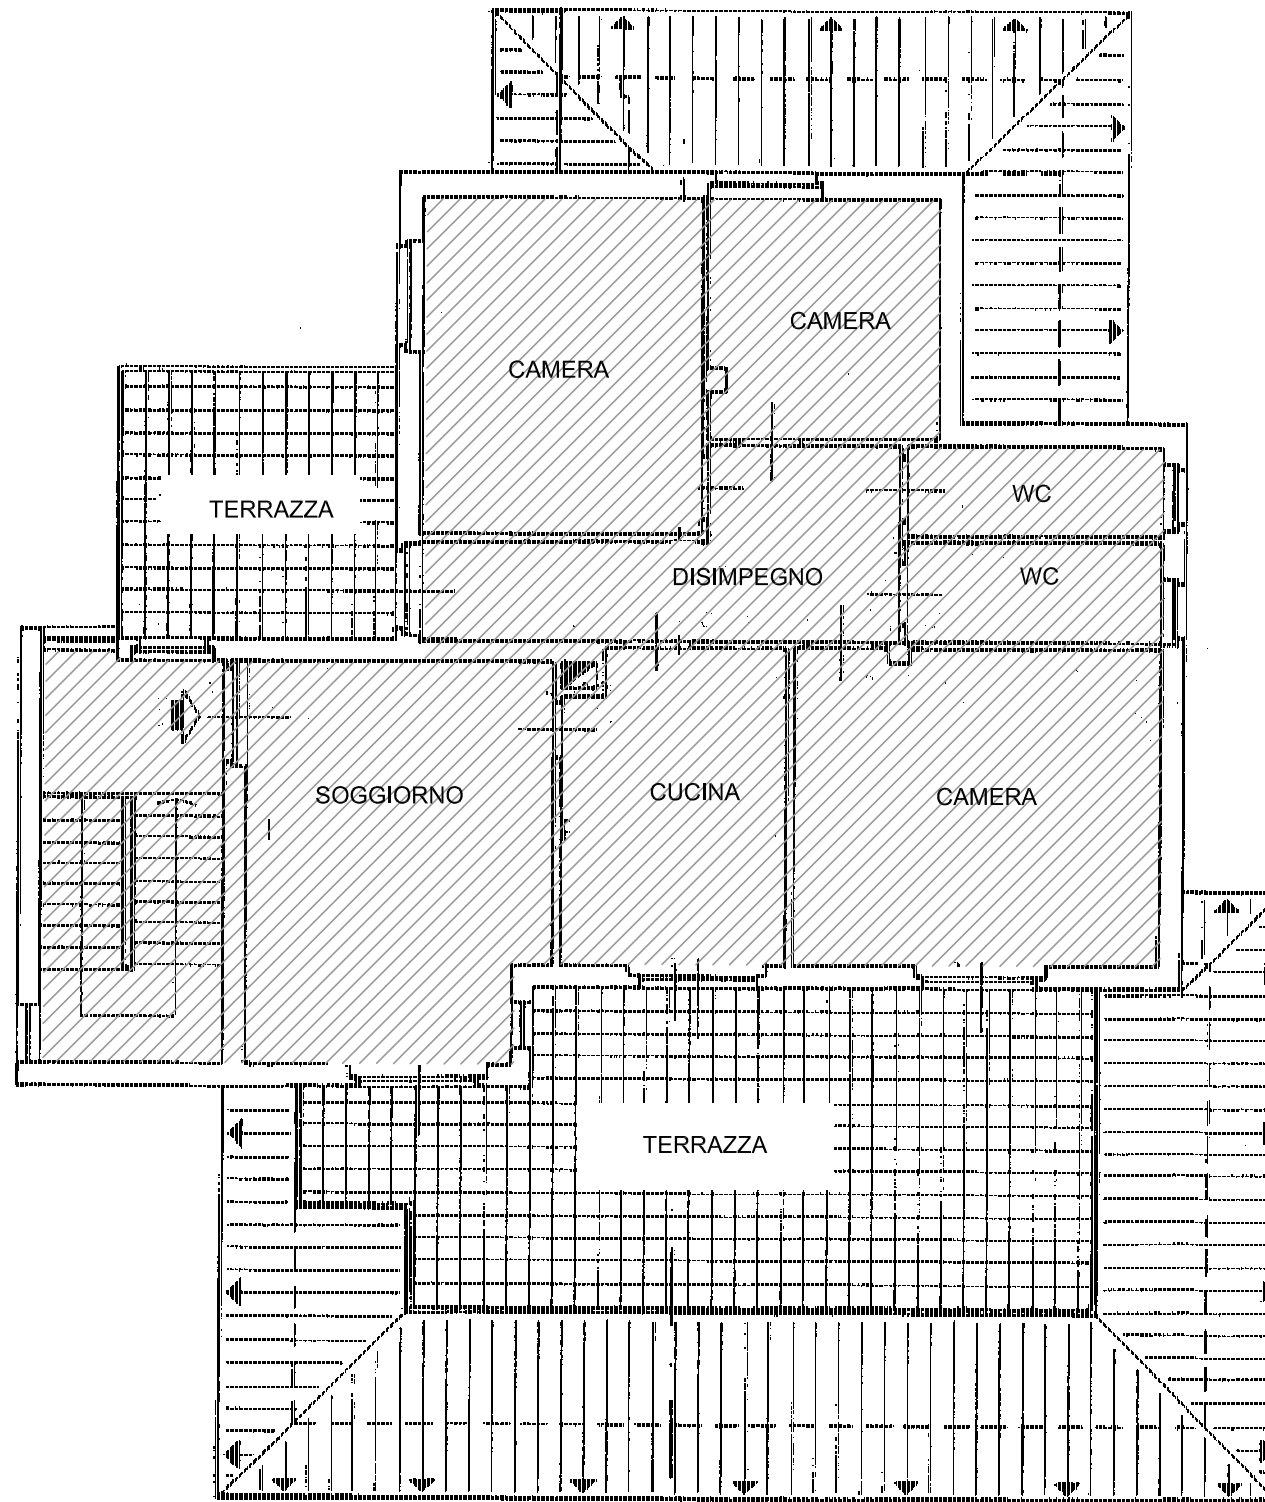 CAMERA
CAMERA
TERRAZZA
WC
DISIMPEGNO
WC
SOGGIORNO
CUCINA
CAMERA
TERRAZZA